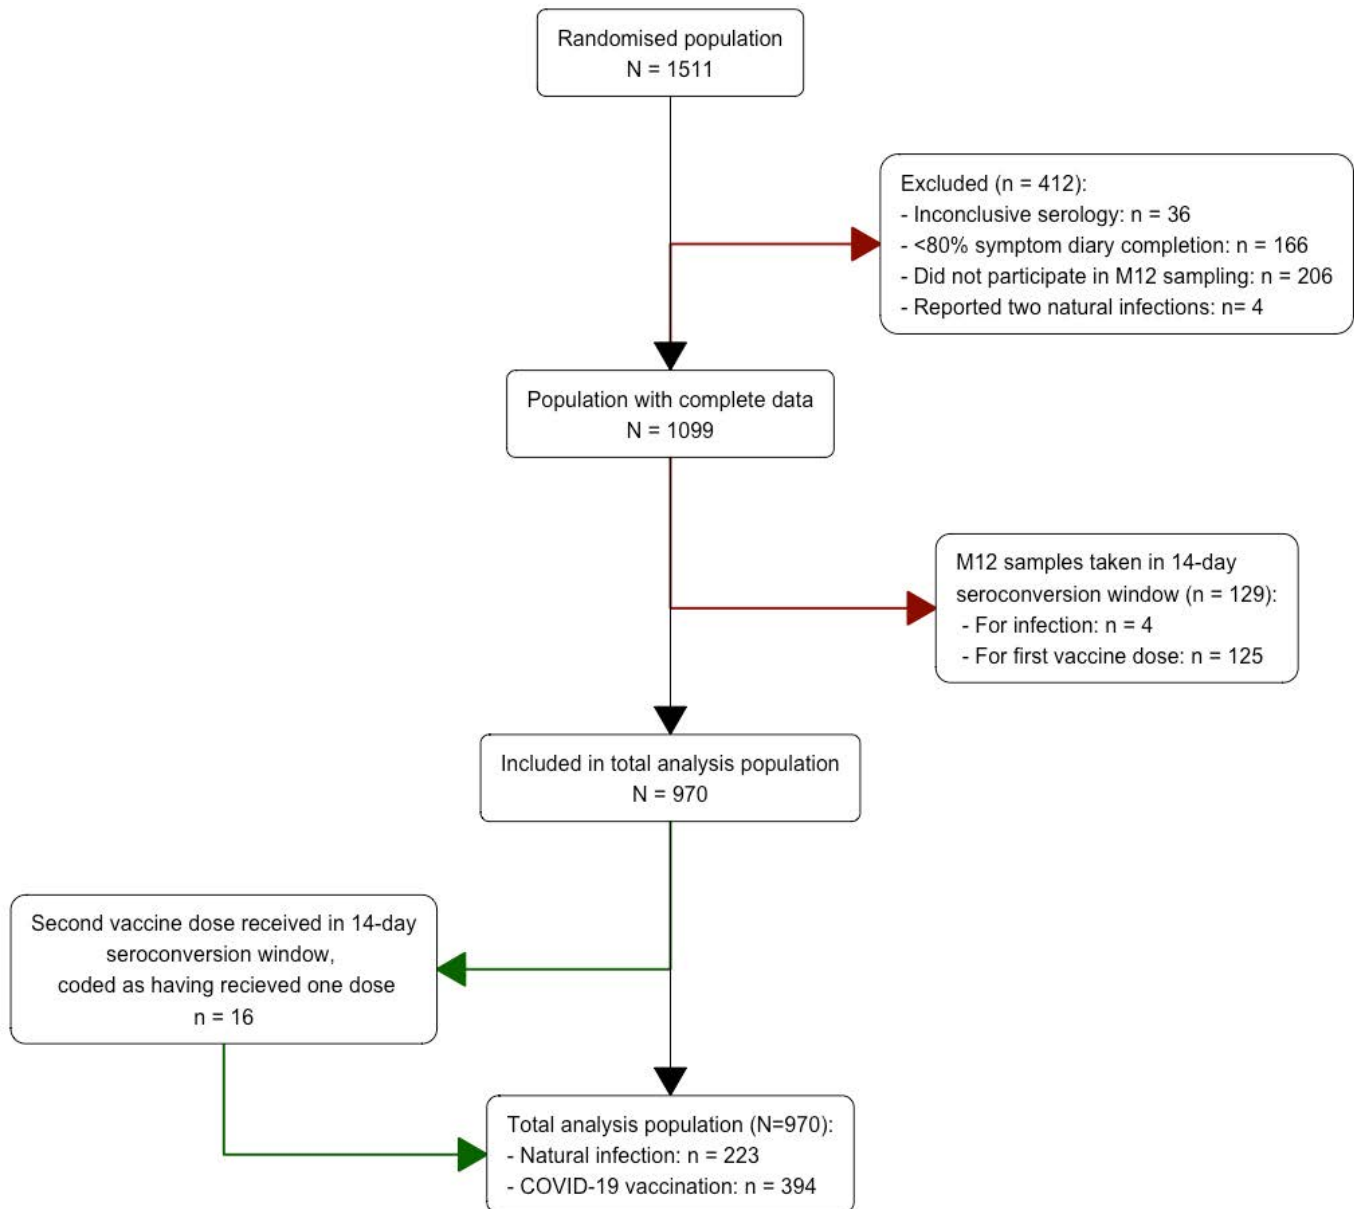 Randomised population
N = 1511
Excluded (n = 412):
- Inconclusive serology: n = 36
- <80% symptom diary completion: n = 166
- Did not participate in M12 sampling: n = 206
- Reported two natural infections: n= 4
Population with complete data
N = 1099
M12 samples taken in 14-day
seroconversion window (n = 129):
- For infection: n = 4
- For first vaccine dose: n = 125
Included in total analysis population
N = 970
Second vaccine dose received in 14-day
seroconversion window,
coded as having recieved one dose
n = 16
Total analysis population (N=970):
- Natural infection: n = 223
- COVID-19 vaccination: n = 394